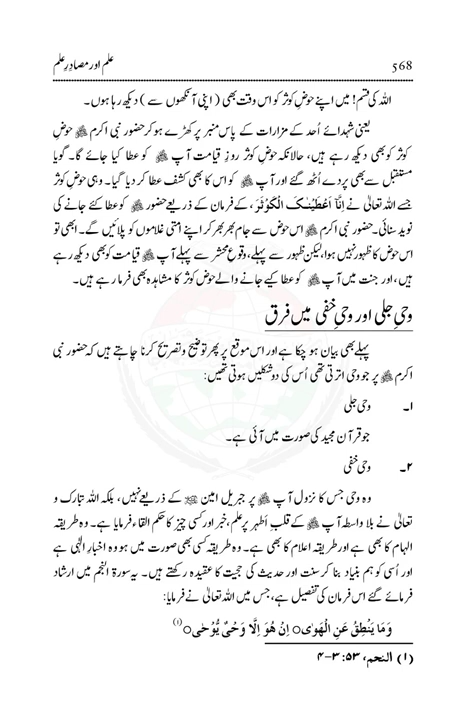 568
علم اور مصادرِ علم
اللہ کی قسم! میں اپنے حوضِ کوثر کو اس وقت بھی (اپنی آنکھوں سے) دیکھ رہا ہوں۔
یعنی شہدائے اُحد کے مزارات کے پاس منبر پر کھڑے ہو کر حضور نبی اکرم ﷺ حوضِ
کوثر کو بھی دیکھ رہے ہیں، حالانکہ حوضِ کوثر روزِ قیامت آپ ﷺ کو عطا کیا جائے گا۔ گویا
مستقبل سے بھی پردے اُٹھ گئے اور آپ ﷺ کو اس کا بھی کشف عطا کر دیا گیا۔ وہی حوضِ کوثر
جسے اللہ تعالیٰ نے اِنَّآ اَعْطَيْنٰـکَ الْکَوْثَرَ، کے فرمان کے ذریعے حضور ﷺ کو عطا کئے جانے کی
نوید سنائی۔ حضور نبی اکرم ﷺ اس حوض سے جام بھر بھر کر اپنے امتی غلاموں کو پلائیں گے۔ ابھی تو
اس حوض کا ظہور نہیں ہوا، لیکن ظہور سے پہلے، وقوعِ محشر سے پہلے آپ ﷺ قیامت کو بھی دیکھ رہے
ہیں، اور جنت میں آپ ﷺ کو عطا کیے جانے والے حوضِ کوثر کا مشاہدہ بھی فرما رہے ہیں۔
وحیِ جلی اور وحیِ خفی میں فرق
پہلے بھی بیان ہو چکا ہے اور اس موقع پر پھر توضیح و تصریح کرنا چاہتے ہیں کہ حضور نبی
اکرم ﷺ پر جو وحی اترتی تھی اُس کی دو شکلیں ہوتی تھیں:
۱۔ وحیِ جلی
جو قرآن مجید کی صورت میں آئی ہے۔
۲۔ وحیِ خفی
وہ وحی جس کا نزول آپ ﷺ پر جبریل امین علیہ السلام کے ذریعے نہیں، بلکہ اللہ تبارک و
تعالیٰ نے بلا واسطہ آپ ﷺ کے قلبِ اَطہر پر علم، خبر اور کسی چیز کا حکم القاء فرمایا ہے۔ وہ طریقہ
الہام کا بھی ہے اور طریقہ اعلام کا بھی ہے۔ وہ طریقہ کسی بھی صورت میں ہو وہ اخبارِ الٰہی ہے
اور اُسی کو ہم بنیاد بنا کر سنت اور حدیث کی حجیت کا عقیدہ رکھتے ہیں۔ یہ سورۃ النجم میں ارشاد
فرمائے گئے اس فرمان کی تفصیل ہے، جس میں اللہ تعالیٰ نے فرمایا:
وَمَا يَنْطِقُ عَنِ الْهَوٰی○ اِنْ هُوَ اِلَّا وَحْیٌ يُّوْحٰی○ (۱)
(۱) النجم، ۵۳: ۳-۴